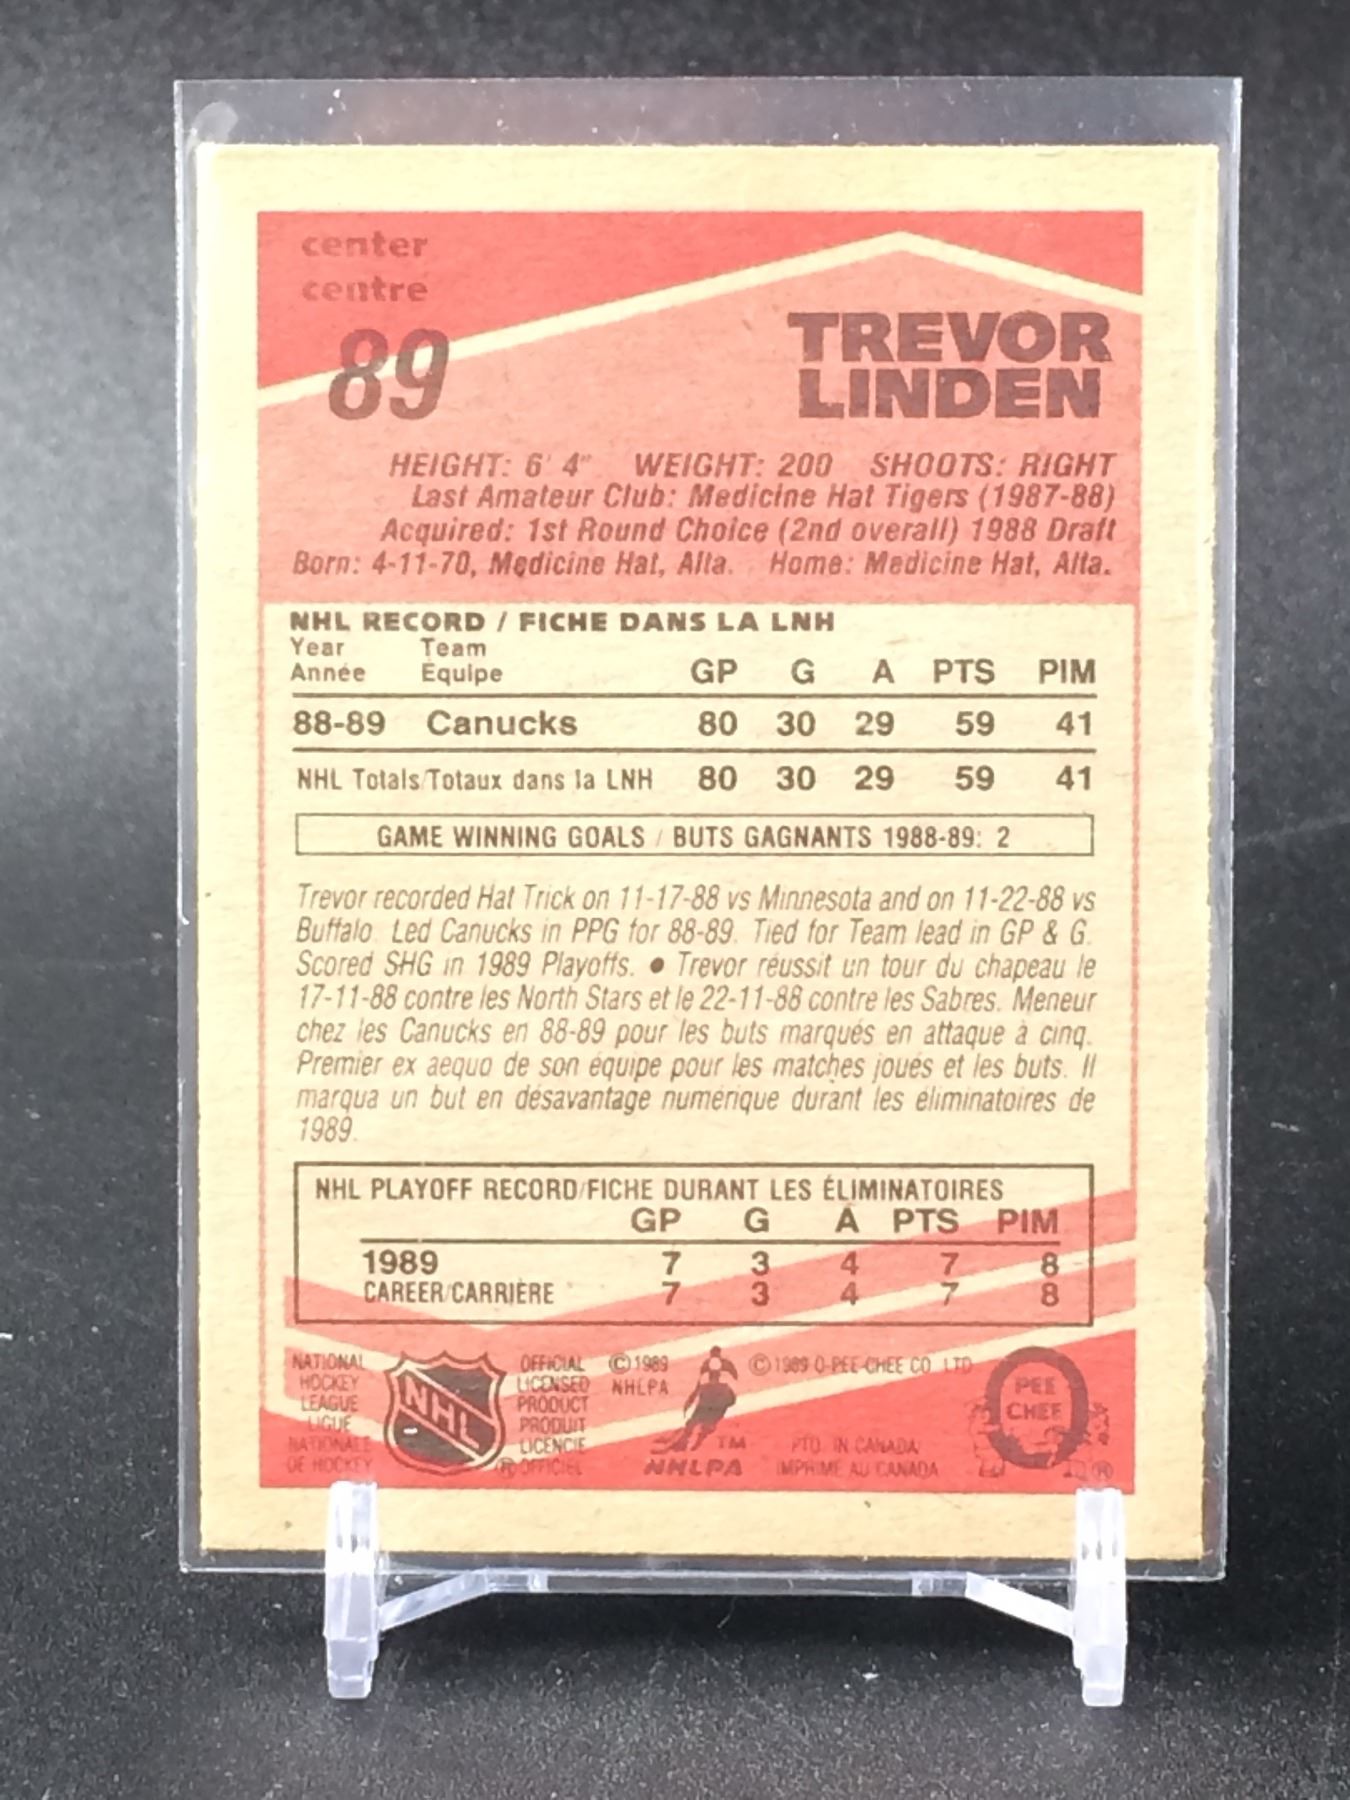 center
centre
89
TREVOR
LINDEN
HEIGHT: 6' 4" WEIGHT: 200 SHOOTS: RIGHT
Last Amateur Club: Medicine Hat Tigers (1987-88)
Acquired: 1st Round Choice (2nd overall) 1988 Draft
Born: 4-11-70, Medicine Hat, Alta. Home: Medicine Hat, Alta.
NHL RECORD / FICHE DANS LA LNH
Year Team
Année Équipe GP G A PTS PIM
88-89 Canucks 80 30 29 59 41
NHL Totals/Totaux dans la LNH 80 30 29 59 41
GAME WINNING GOALS / BUTS GAGNANTS 1988-89: 2
Trevor recorded Hat Trick on 11-17-88 vs Minnesota and on 11-22-88 vs
Buffalo. Led Canucks in PPG for 88-89. Tied for Team lead in GP & G.
Scored SHG in 1989 Playoffs. ● Trevor réussit un tour du chapeau le
17-11-88 contre les North Stars et le 22-11-88 contre les Sabres. Meneur
chez les Canucks en 88-89 pour les buts marqués en attaque à cinq.
Premier ex aequo de son équipe pour les matches joués et les buts. Il
marqua un but en désavantage numérique durant les éliminatoires de
1989.
NHL PLAYOFF RECORD/FICHE DURANT LES ÉLIMINATOIRES
GP G A PTS PIM
1989 7 3 4 7 8
CAREER/CARRIÈRE 7 3 4 7 8
NATIONAL
HOCKEY
LEAGUE
LIGUE
NATIONALE
DE HOCKEY
NHL
OFFICIAL
LICENSED
PRODUCT
PRODUIT
LICENCIE
® OFFICIEL
©1989
NHLPA
TM
NHLPA
© 1989 O-PEE-CHEE CO. LTD
PTD. IN CANADA
IMPRIMÉ AU CANADA
O
PEE
CHEE
®